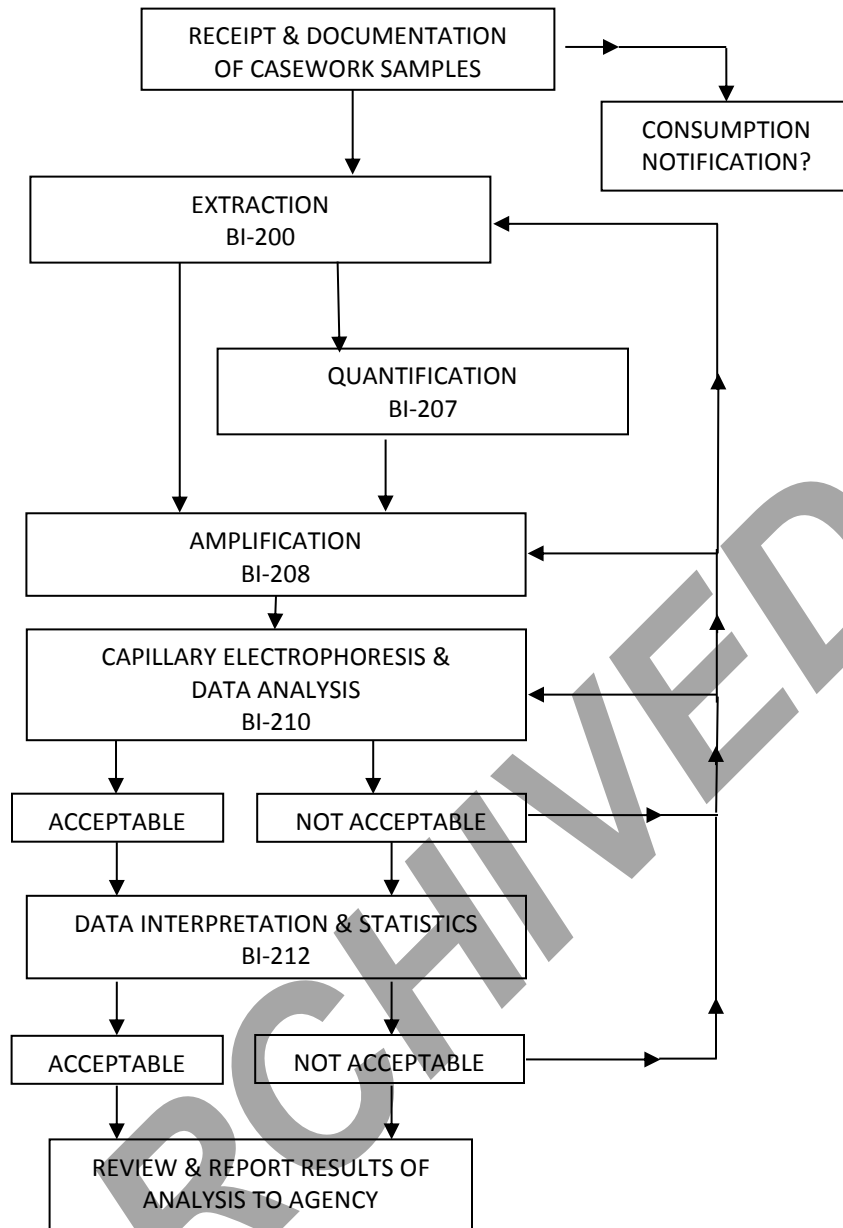 RECEIPT & DOCUMENTATION
OF CASEWORK SAMPLES
CONSUMPTION
NOTIFICATION?
EXTRACTION
BI-200
QUANTIFICATION
BI-207
AMPLIFICATION
BI-208
CAPILLARY ELECTROPHORESIS &
DATA ANALYSIS
BI-210
ACCEPTABLE
NOT ACCEPTABLE
DATA INTERPRETATION & STATISTICS
BI-212
ACCEPTABLE
NOT ACCEPTABLE
REVIEW & REPORT RESULTS OF
ANALYSIS TO AGENCY
ARCHIVED